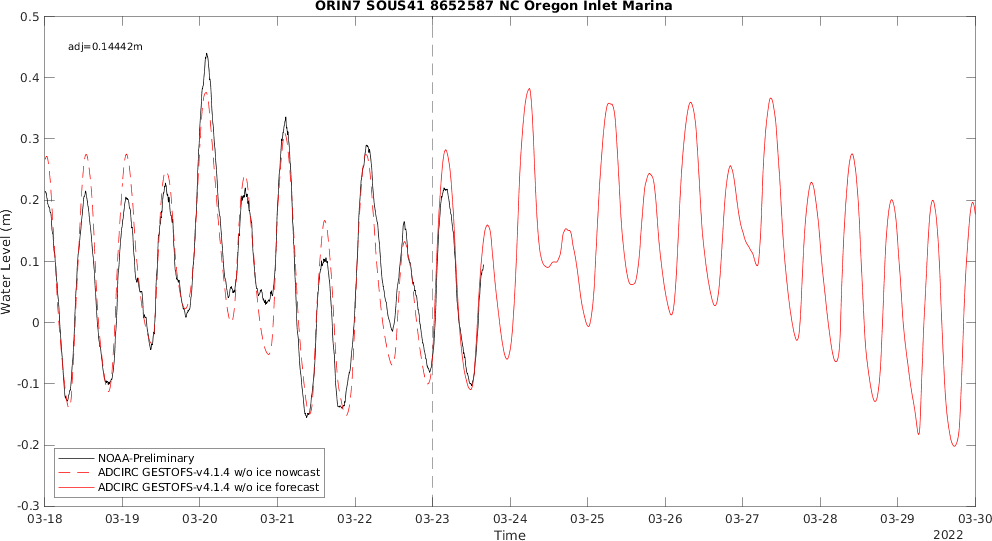 ORIN7 SOUS41 8652587 NC Oregon Inlet Marina
adj=0.14442m
0.5
0.4
0.3
0.2
0.1
0
-0.1
-0.2
-0.3
Water Level (m)
NOAA-Preliminary
ADCIRC GESTOFS-v4.1.4 w/o ice nowcast
ADCIRC GESTOFS-v4.1.4 w/o ice forecast
03-18 03-19 03-20 03-21 03-22 03-23 03-24 03-25 03-26 03-27 03-28 03-29 03-30
Time
2022